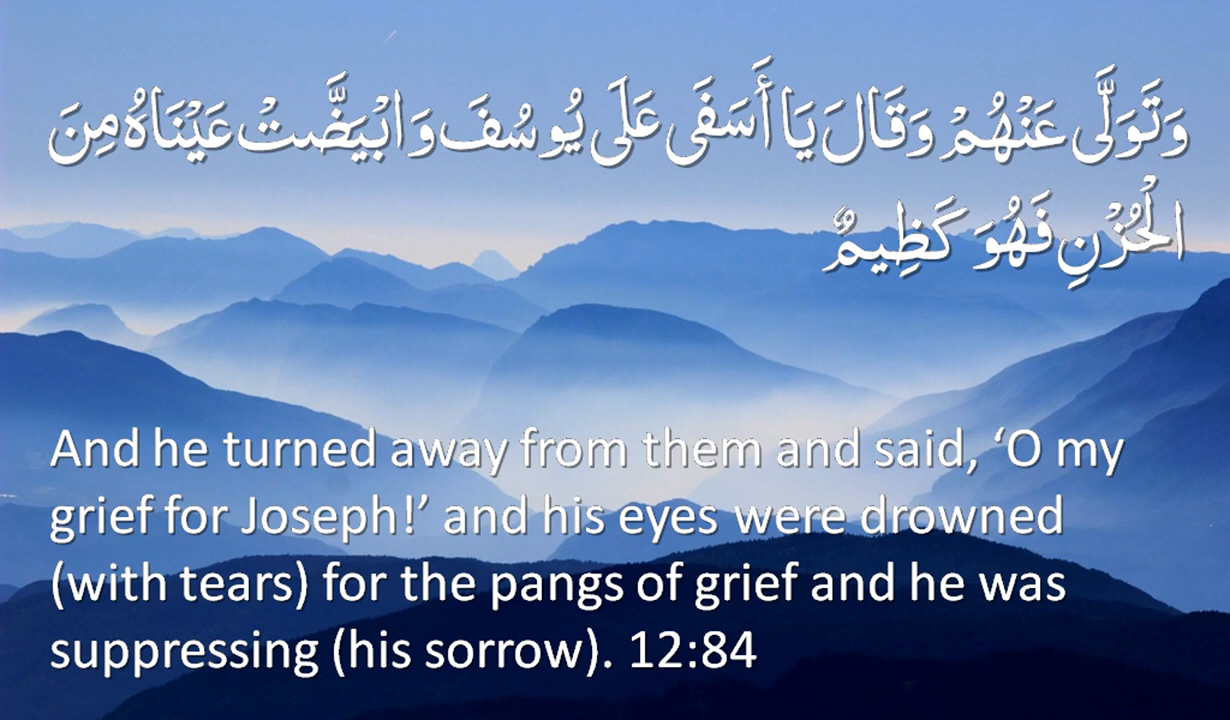 وَتَوَلَّى عَنْهُمْ وَقَالَ يَا أَسَفَى عَلَى يُوسُفَ وَابْيَضَّتْ عَيْنَاهُ مِنَ
الْحُزْنِ فَهُوَ كَظِيمٌ
And he turned away from them and said, ‘O my
grief for Joseph!’ and his eyes were drowned
(with tears) for the pangs of grief and he was
suppressing (his sorrow). 12:84